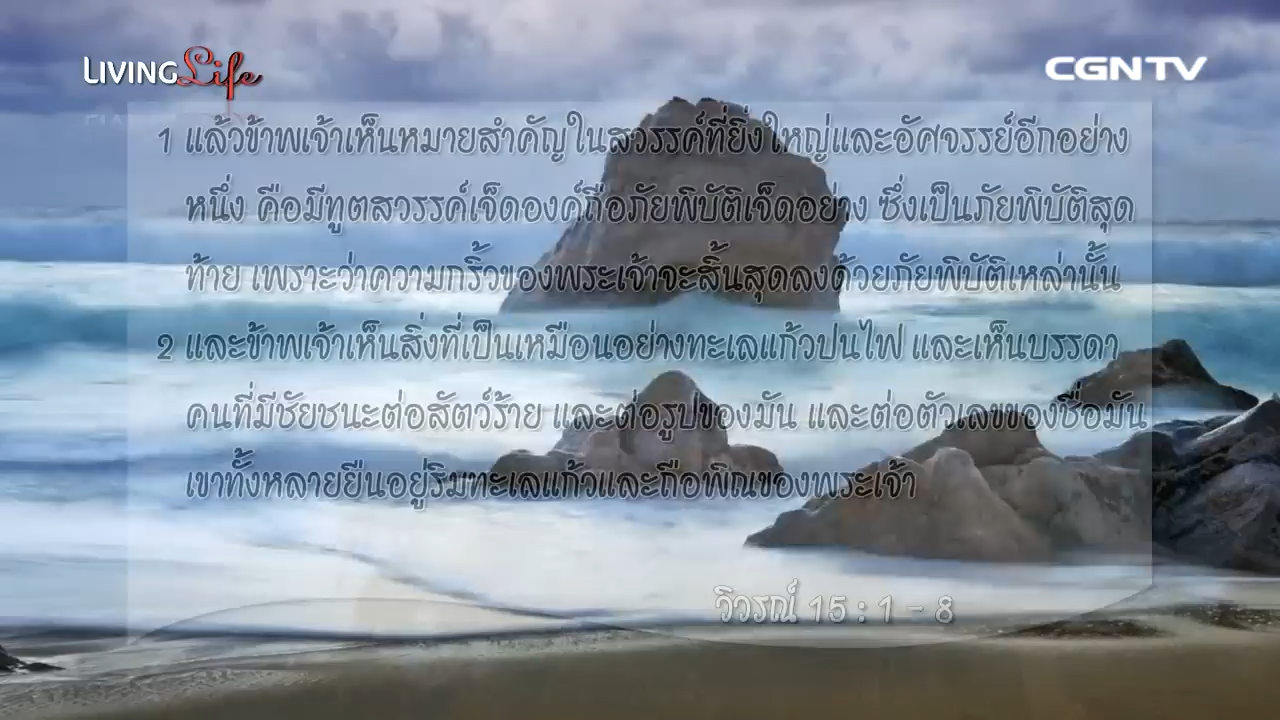 LIVING Life
CGNTV
1 แล้วข้าพเจ้าเห็นหมายสำคัญในสวรรค์ที่ยิ่งใหญ่และอัศจรรย์อีกอย่าง
หนึ่ง คือมีทูตสวรรค์เจ็ดองค์ถือภัยพิบัติเจ็ดอย่าง ซึ่งเป็นภัยพิบัติสุด
ท้าย เพราะว่าความกริ้วของพระเจ้าจะสิ้นสุดลงด้วยภัยพิบัติเหล่านั้น
2 และข้าพเจ้าเห็นสิ่งที่เป็นเหมือนอย่างทะเลแก้วปนไฟ และเห็นบรรดา
คนที่มีชัยชนะต่อสัตว์ร้าย และต่อรูปของมัน และต่อตัวเลขของชื่อมัน
เขาทั้งหลายยืนอยู่ริมทะเลแก้วและถือพิณของพระเจ้า
วิวรณ์ 15 : 1 - 8